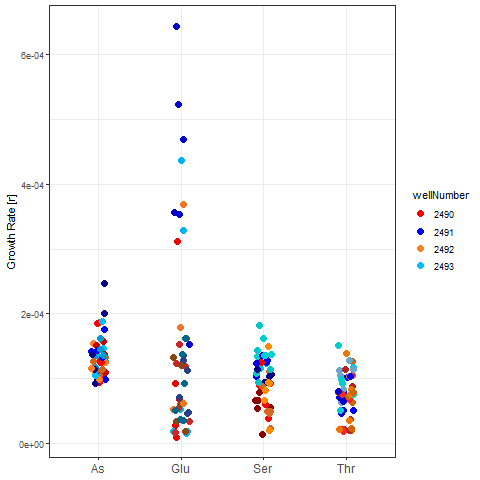 6e-04
4e-04
2e-04
0e+00
Growth Rate [r]
As Glu Ser Thr
wellNumber
2490
2491
2492
2493